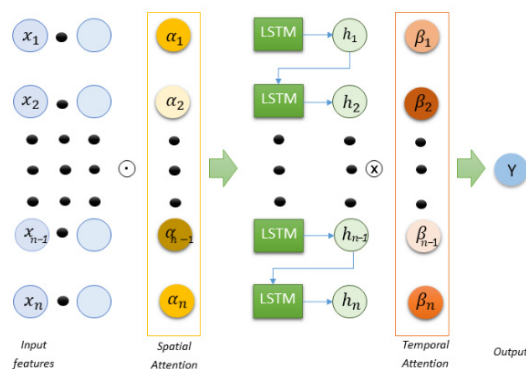 x₁ α₁ LSTM h₁ β₁
x₂ α₂ LSTM h₂ β₂
x Y
xₙ₋₁ αₙ₋₁ LSTM hₙ₋₁ βₙ₋₁
xₙ αₙ LSTM hₙ βₙ
Input features
Spatial Attention
Temporal Attention
Output